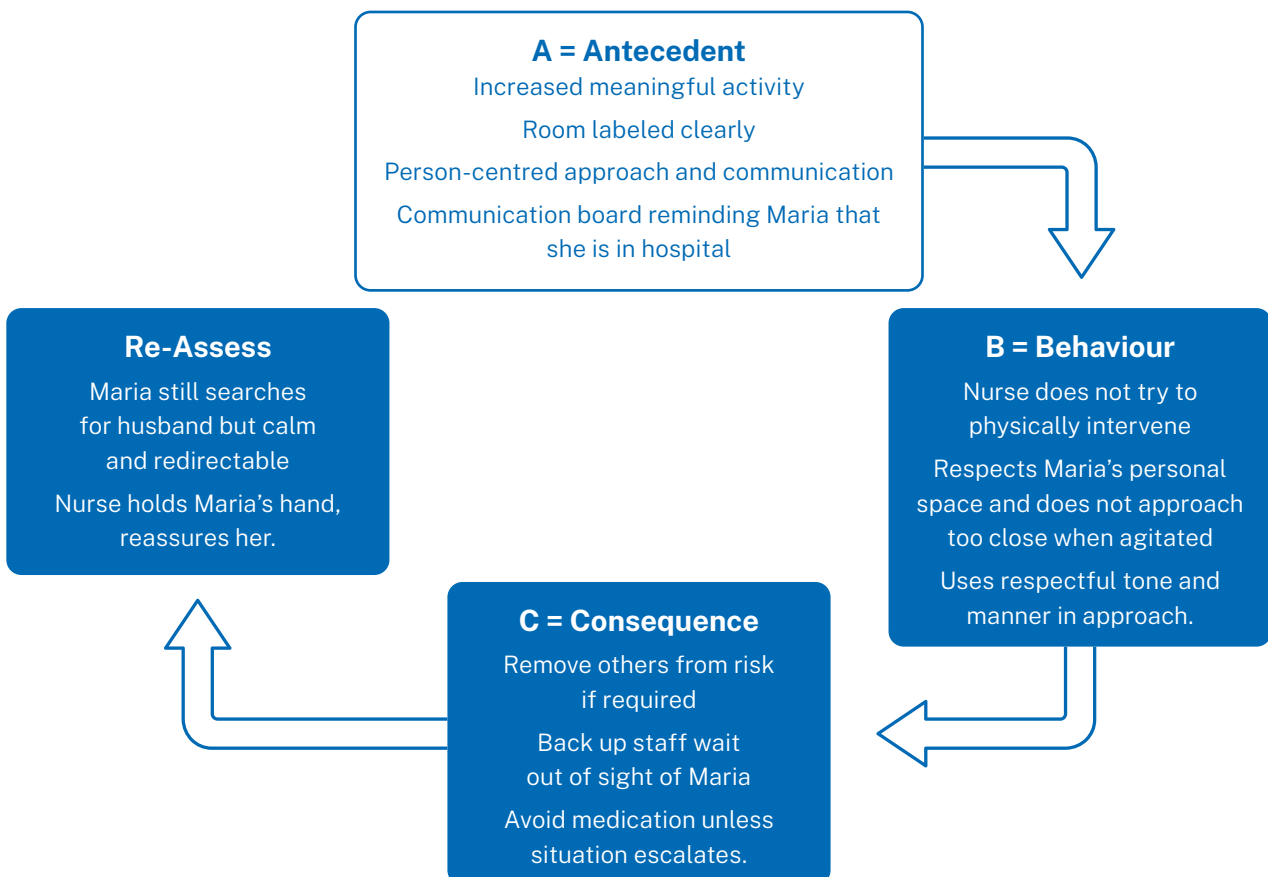 A = Antecedent
Increased meaningful activity
Room labeled clearly
Person-centred approach and communication
Communication board reminding Maria that
she is in hospital
B = Behaviour
Nurse does not try to
physically intervene
Respects Maria’s personal
space and does not approach
too close when agitated
Uses respectful tone and
manner in approach.
C = Consequence
Remove others from risk
if required
Back up staff wait
out of sight of Maria
Avoid medication unless
situation escalates.
Re-Assess
Maria still searches
for husband but calm
and redirectable
Nurse holds Maria’s hand,
reassures her.